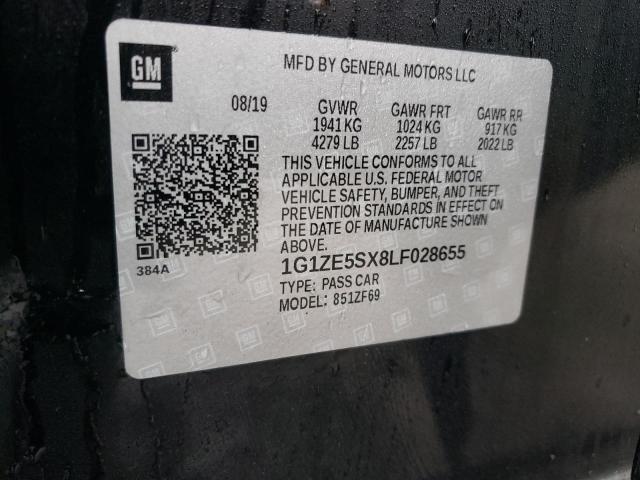 GM
MFD BY GENERAL MOTORS LLC
08/19 GVWR GAWR FRT GAWR RR
1941 KG 1024 KG 917 KG
4279 LB 2257 LB 2022 LB
THIS VEHICLE CONFORMS TO ALL
APPLICABLE U.S. FEDERAL MOTOR
VEHICLE SAFETY, BUMPER, AND THEFT
PREVENTION STANDARDS IN EFFECT ON
THE DATE OF MANUFACTURE SHOWN
ABOVE.
384A
1G1ZE5SX8LF028655
TYPE: PASS CAR
MODEL: 851ZF69